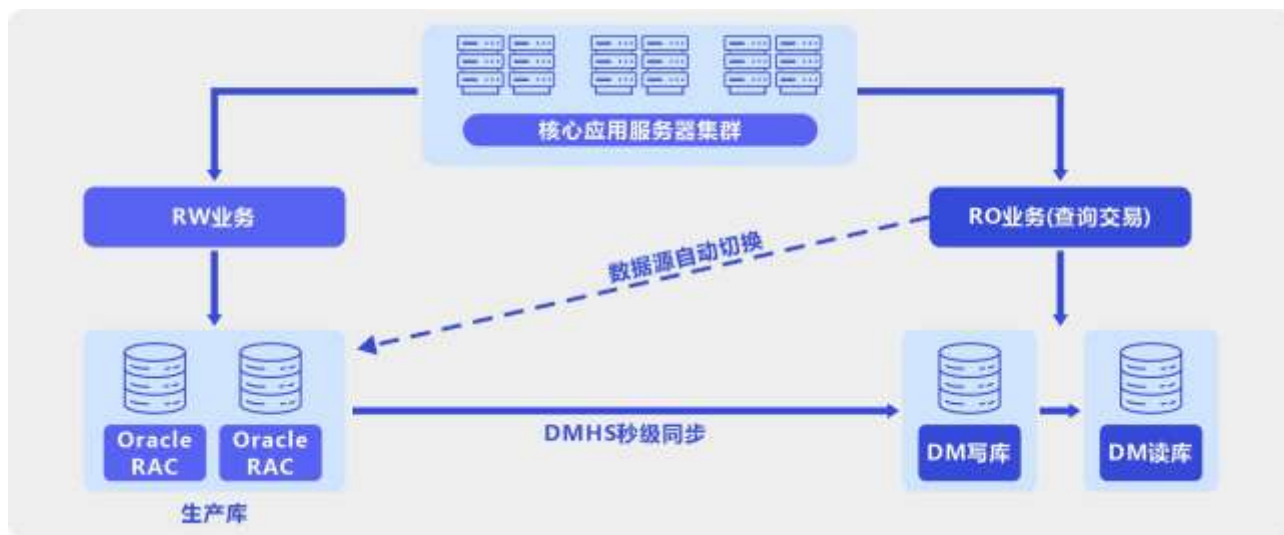 核心应用服务器集群
RW业务
RO业务(查询交易)
数据源自动切换
Oracle
RAC
Oracle
RAC
DMHS秒级同步
DM写库
DM读库
生产库